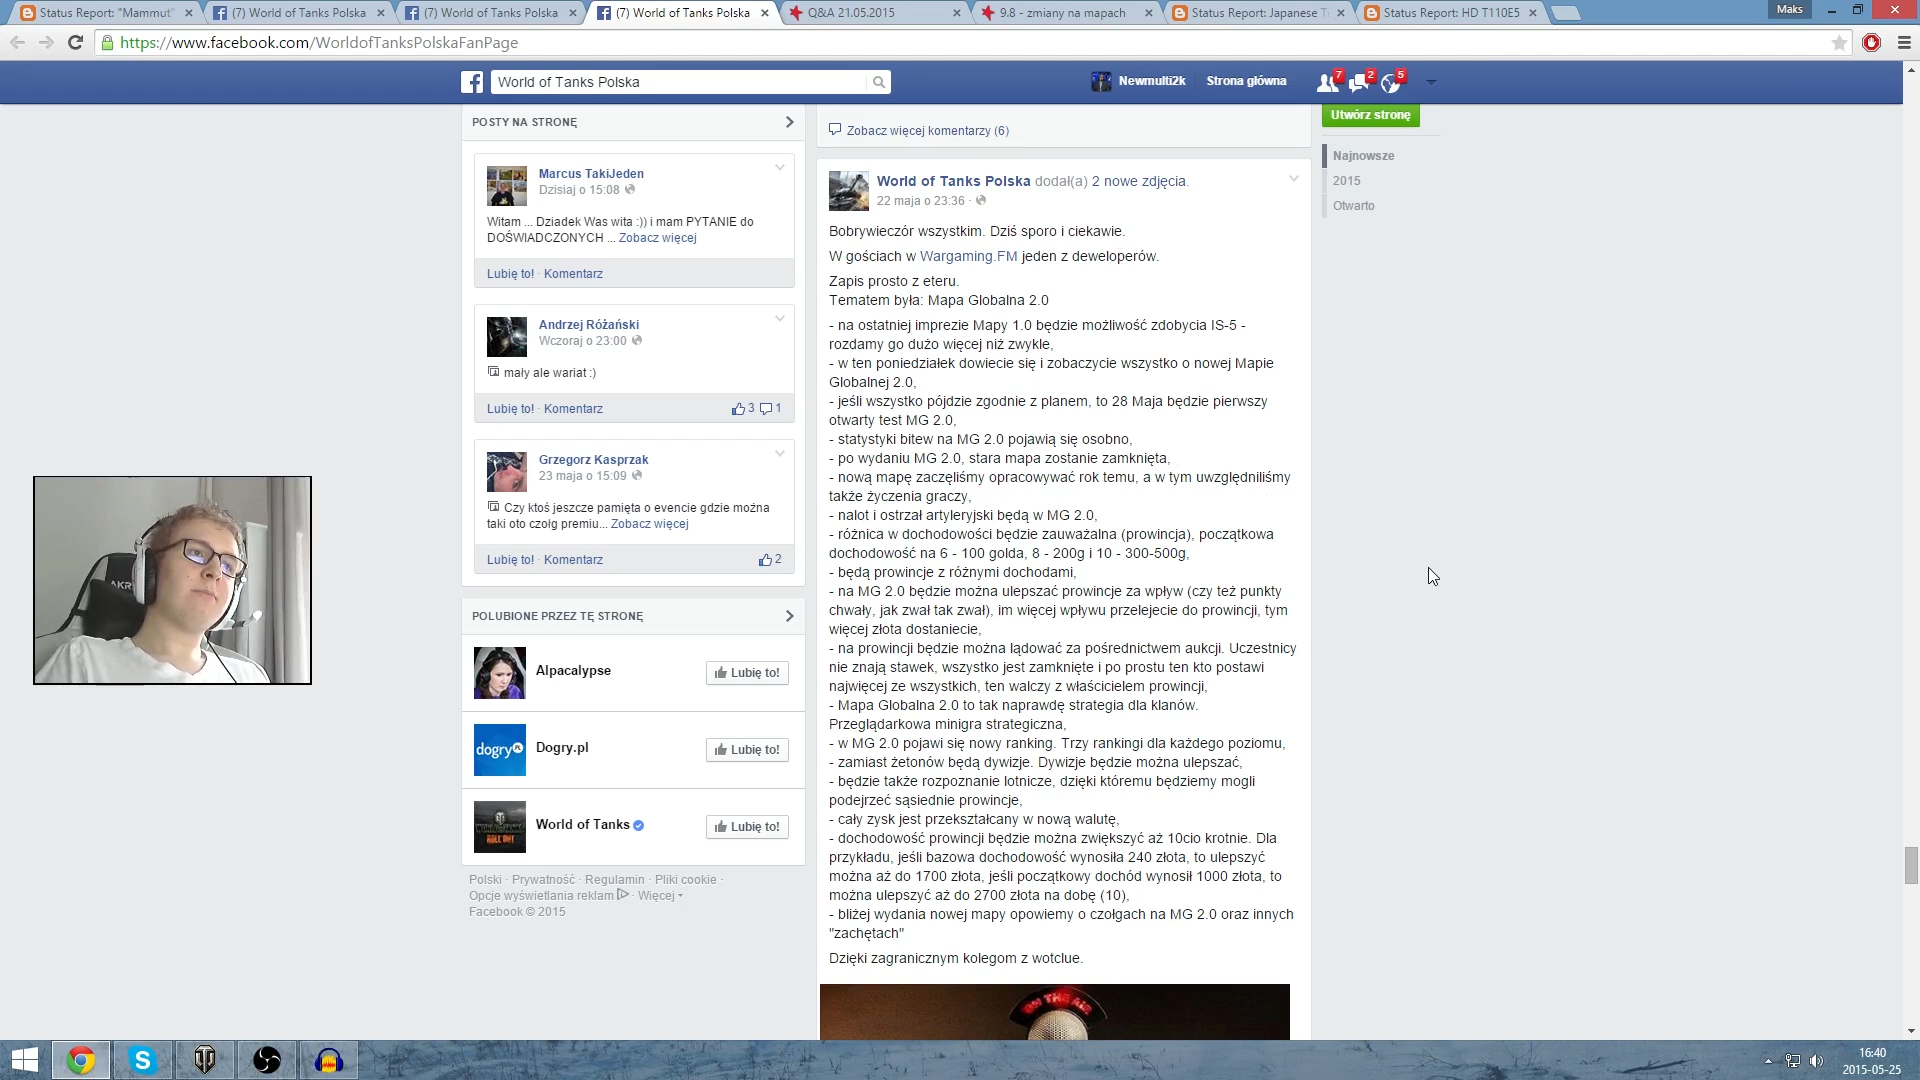 Status Report: "Mammut"
(7) World of Tanks Polska
(7) World of Tanks Polska
(7) World of Tanks Polska
Q&A 21.05.2015
9.8 - zmiany na mapach
Status Report: Japanese T
Status Report: HD T110E5
Maks
https://www.facebook.com/WorldofTanksPolskaFanPage
World of Tanks Polska
Newmulti2k
Strona główna
7
2
5
POSTY NA STRONĘ
Marcus TakiJeden
Dzisiaj o 15:08
Witam ... Dziadek Was wita :)) i mam PYTANIE do
DOŚWIADCZONYCH ... Zobacz więcej
Lubię to! · Komentarz
Andrzej Różański
Wczoraj o 23:00
mały ale wariat :)
Lubię to! · Komentarz
3
1
Grzegorz Kasprzak
23 maja o 15:09
Czy ktoś jeszcze pamięta o evencie gdzie można
taki oto czołg premiu... Zobacz więcej
Lubię to! · Komentarz
2
POLUBIONE PRZEZ TĘ STRONĘ
Alpacalypse
Lubię to!
dogry
Dogry.pl
Lubię to!
World of Tanks
Lubię to!
Polski · Prywatność · Regulamin · Pliki cookie ·
Opcje wyświetlania reklam · Więcej
Facebook © 2015
Zobacz więcej komentarzy (6)
World of Tanks Polska dodał(a) 2 nowe zdjęcia.
22 maja o 23:36 ·
Bobrywieczór wszystkim. Dziś sporo i ciekawie.
W gościach w Wargaming.FM jeden z deweloperów.
Zapis prosto z eteru.
Tematem była: Mapa Globalna 2.0
- na ostatniej imprezie Mapy 1.0 będzie możliwość zdobycia IS-5 -
rozdamy go dużo więcej niż zwykle,
- w ten poniedziałek dowiecie się i zobaczycie wszystko o nowej Mapie
Globalnej 2.0,
- jeśli wszystko pójdzie zgodnie z planem, to 28 Maja będzie pierwszy
otwarty test MG 2.0,
- statystyki bitew na MG 2.0 pojawią się osobno,
- po wydaniu MG 2.0, stara mapa zostanie zamknięta,
- nową mapę zaczęliśmy opracowywać rok temu, a w tym uwzględniliśmy
także życzenia graczy,
- nalot i ostrzał artyleryjski będą w MG 2.0,
- różnica w dochodowości będzie zauważalna (prowincja), początkowa
dochodowość na 6 - 100 golda, 8 - 200g i 10 - 300-500g,
- będą prowincje z różnymi dochodami,
- na MG 2.0 będzie można ulepszać prowincje za wpływ (czy też punkty
chwały, jak zwał tak zwał), im więcej wpływu przelejecie do prowincji, tym
więcej złota dostaniecie,
- na prowincji będzie można lądować za pośrednictwem aukcji. Uczestnicy
nie znają stawek, wszystko jest zamknięte i po prostu ten kto postawi
najwięcej ze wszystkich, ten walczy z właścicielem prowincji,
- Mapa Globalna 2.0 to tak naprawdę strategia dla klanów.
Przeglądarkowa minigra strategiczna,
- w MG 2.0 pojawi się nowy ranking. Trzy rankingi dla każdego poziomu,
- zamiast żetonów będą dywizje. Dywizje będzie można ulepszać,
- będzie także rozpoznanie lotnicze, dzięki któremu będziemy mogli
podejrzeć sąsiednie prowincje,
- cały zysk jest przekształcany w nową walutę,
- dochodowość prowincji będzie można zwiększyć aż 10cio krotnie. Dla
przykładu, jeśli bazowa dochodowość wynosiła 240 złota, to ulepszyć
można aż do 1700 złota, jeśli początkowy dochód wynosił 1000 złota, to
można ulepszyć aż do 2700 złota na dobę (10),
- bliżej wydania nowej mapy opowiemy o czołgach na MG 2.0 oraz innych
"zachętach"
Dzięki zagranicznym kolegom z wotclue.
ON THE AIR
Utwórz stronę
Najnowsze
2015
Otwarto
16:40
2015-05-25